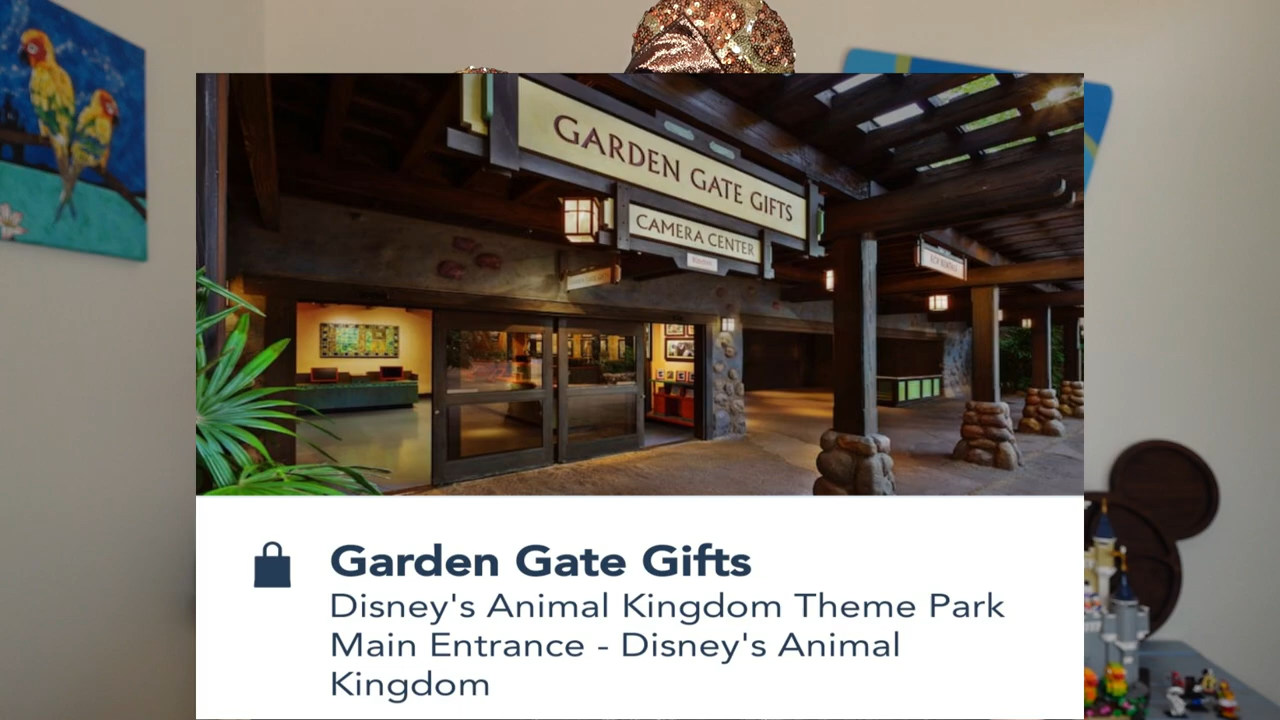 GARDEN GATE GIFTS
CAMERA CENTER
Garden Gate Gifts
Disney's Animal Kingdom Theme Park
Main Entrance - Disney's Animal
Kingdom